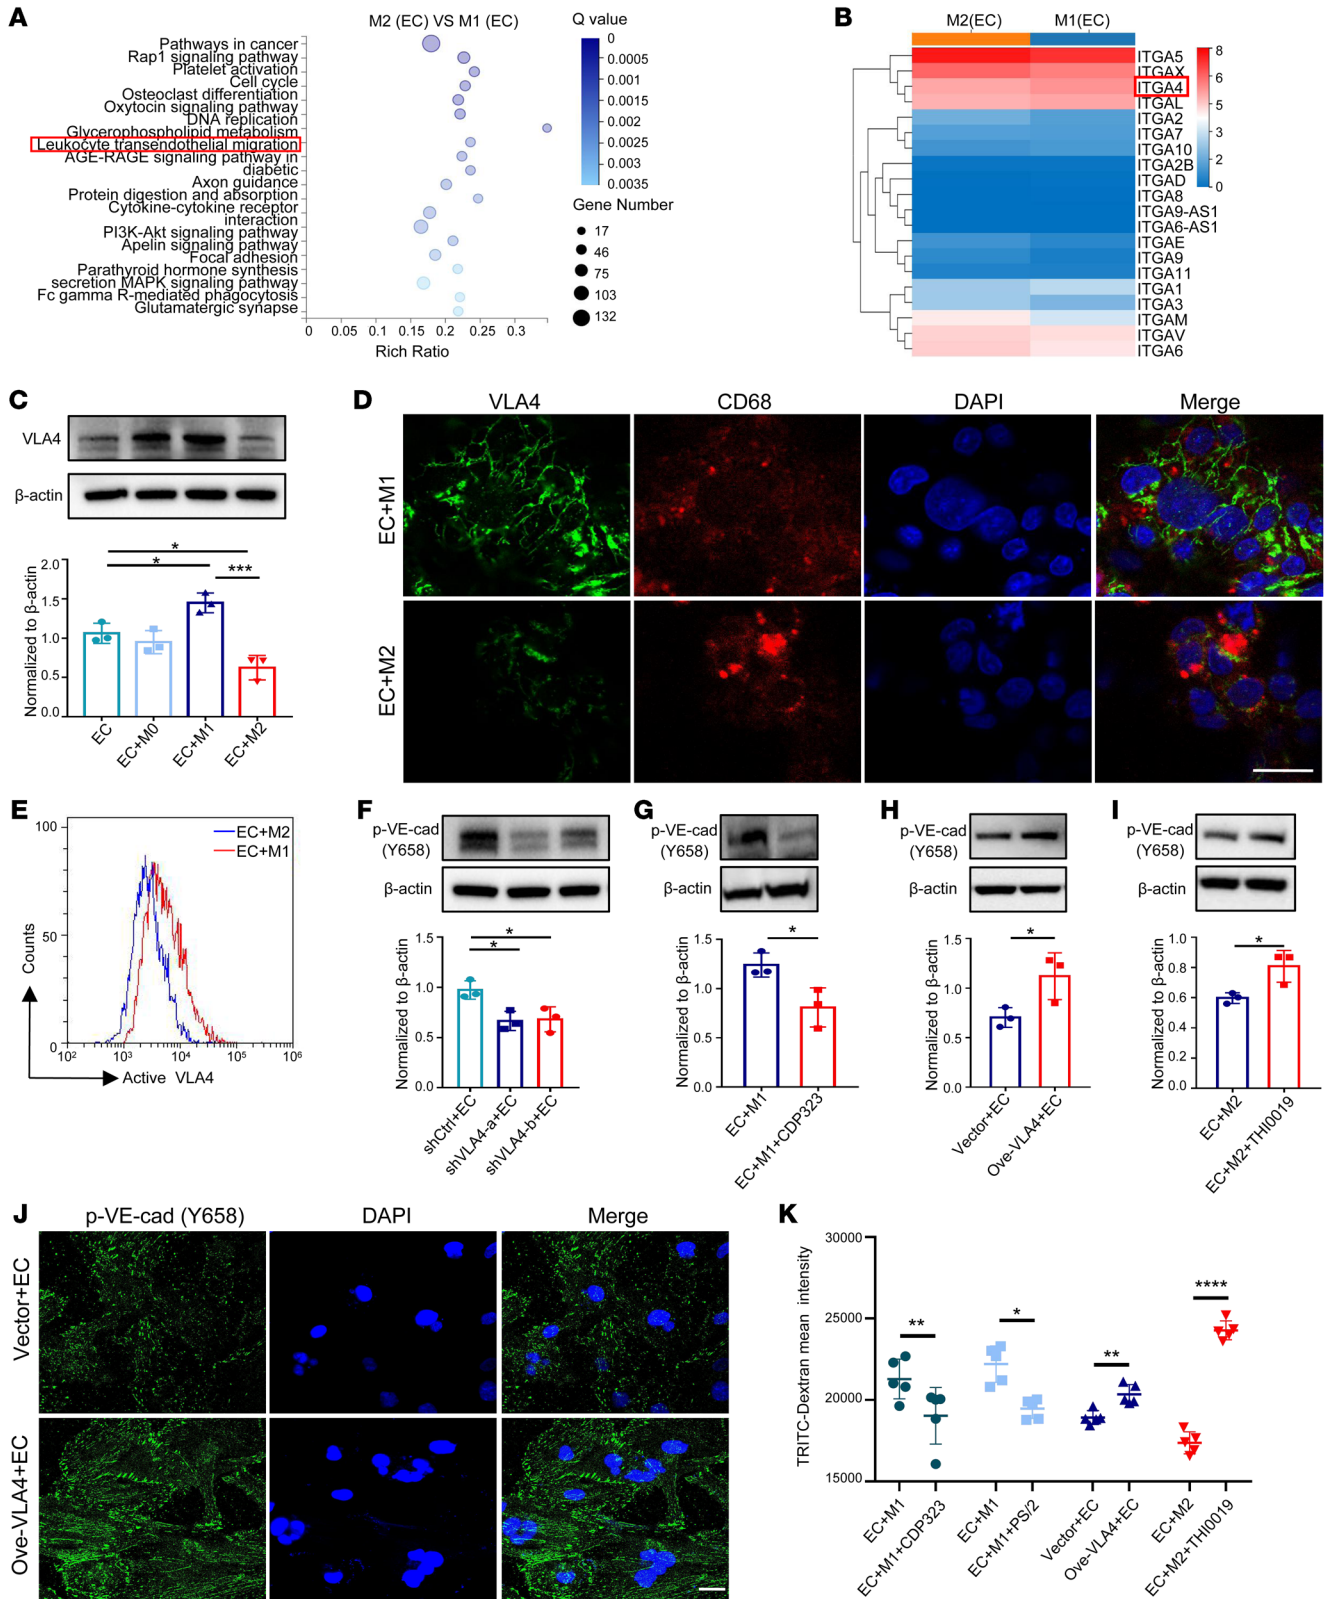 A
M2 (EC) VS M1 (EC)
Pathways in cancer
Rap1 signaling pathway
Platelet activation
Cell cycle
Osteoclast differentiation
Oxytocin signaling pathway
DNA replication
Glycerophospholipid metabolism
Leukocyte transendothelial migration
AGE-RAGE signaling pathway in
diabetic
Axon guidance
Protein digestion and absorption
Cytokine-cytokine receptor
interaction
PI3K-Akt signaling pathway
Apelin signaling pathway
Focal adhesion
Parathyroid hormone synthesis
secretion MAPK signaling pathway
Fc gamma R-mediated phagocytosis
Glutamatergic synapse
0 0.05 0.1 0.15 0.2 0.25 0.3
Rich Ratio
Q value
0
0.0005
0.001
0.0015
0.002
0.0025
0.003
0.0035
Gene Number
17
46
75
103
132
B
M2(EC) M1(EC)
ITGA5
ITGAX
ITGA4
ITGAL
ITGA2
ITGA7
ITGA10
ITGA2B
ITGAD
ITGA8
ITGA9-AS1
ITGA6-AS1
ITGAE
ITGA9
ITGA11
ITGA1
ITGA3
ITGAM
ITGAV
ITGA6
8
6
5
3
2
0
C
VLA4
β-actin
Normalized to β-actin
2.0
1.5
1.0
0.5
0.0
*
*
***
EC EC+M0 EC+M1 EC+M2
D
VLA4 CD68 DAPI Merge
EC+M1
EC+M2
E
100
50
0
Counts
EC+M2
EC+M1
10² 10³ 10⁴ 10⁵ 10⁶
Active VLA4
F
p-VE-cad
(Y658)
β-actin
Normalized to β-actin
1.5
1.0
0.5
0.0
*
*
shCtrl+EC shVLA4-a+EC shVLA4-b+EC
G
p-VE-cad
(Y658)
β-actin
Normalized to β-actin
1.5
1.0
0.5
0.0
*
EC+M1 EC+M1+CDP323
H
p-VE-cad
(Y658)
β-actin
Normalized to β-actin
1.5
1.0
0.5
0.0
*
Vector+EC Ove-VLA4+EC
I
p-VE-cad
(Y658)
β-actin
Normalized to β-actin
1.0
0.8
0.6
0.4
0.2
0.0
*
EC+M2 EC+M2+THI0019
J
p-VE-cad (Y658) DAPI Merge
Vector+EC
Ove-VLA4+EC
K
TRITC-Dextran mean intensity
30000
25000
20000
15000
**
*
**
****
EC+M1 EC+M1+CDP323 EC+M1 EC+M1+PS/2 Vector+EC Ove-VLA4+EC EC+M2 EC+M2+THI0019